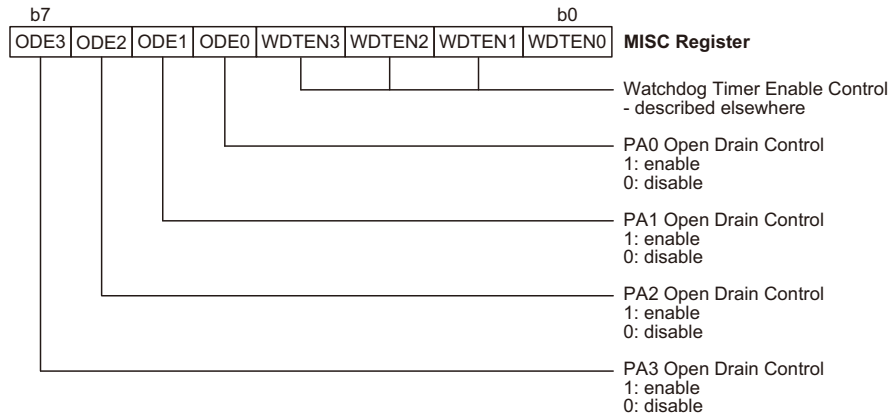 b7 b0
ODE3 ODE2 ODE1 ODE0 WDTEN3 WDTEN2 WDTEN1 WDTEN0 MISC Register
Watchdog Timer Enable Control
- described elsewhere
PA0 Open Drain Control
1: enable
0: disable
PA1 Open Drain Control
1: enable
0: disable
PA2 Open Drain Control
1: enable
0: disable
PA3 Open Drain Control
1: enable
0: disable